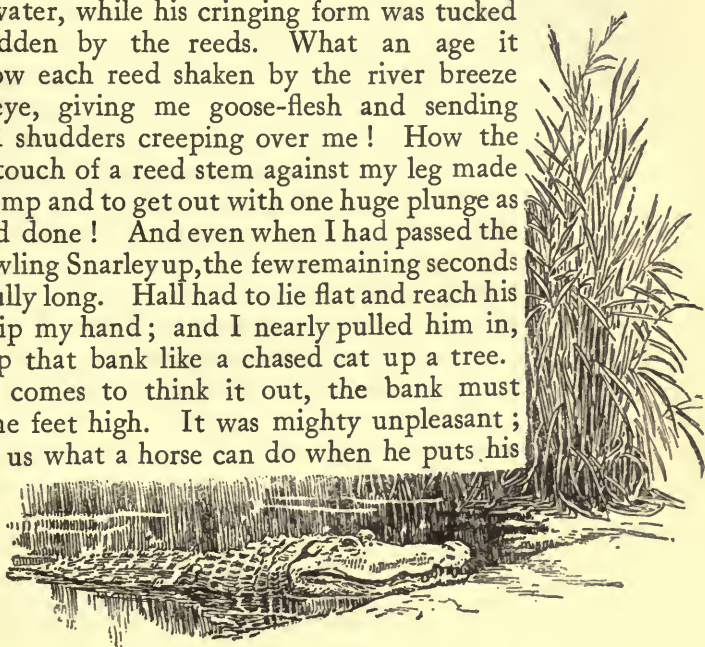 vater, while his cringing form was tucked
dden by the reeds. What an age it
ow each reed shaken by the river breeze
eye, giving me goose-flesh and sending
shudders creeping over me ! How the
touch of a reed stem against my leg made
mp and to get out with one huge plunge as
d done ! And even when I had passed the
wling Snarleyup, the few remaining seconds
ully long. Hall had to lie flat and reach his
ip my hand ; and I nearly pulled him in,
p that bank like a chased cat up a tree.
comes to think it out, the bank must
ne feet high. It was mighty unpleasant ;
us what a horse can do when he puts his